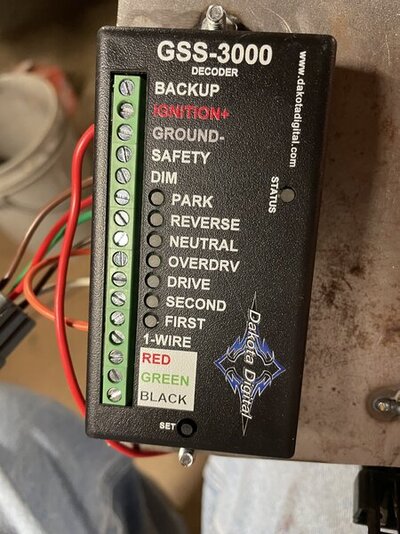 GSS-3000
DECODER
BACKUP
IGNITION+
GROUND-
SAFETY
DIM
PARK
REVERSE
NEUTRAL
OVERDRV
DRIVE
SECOND
FIRST
1-WIRE
RED
GREEN
BLACK
SET
www.dakotadigital.com
STATUS
Dakota Digital